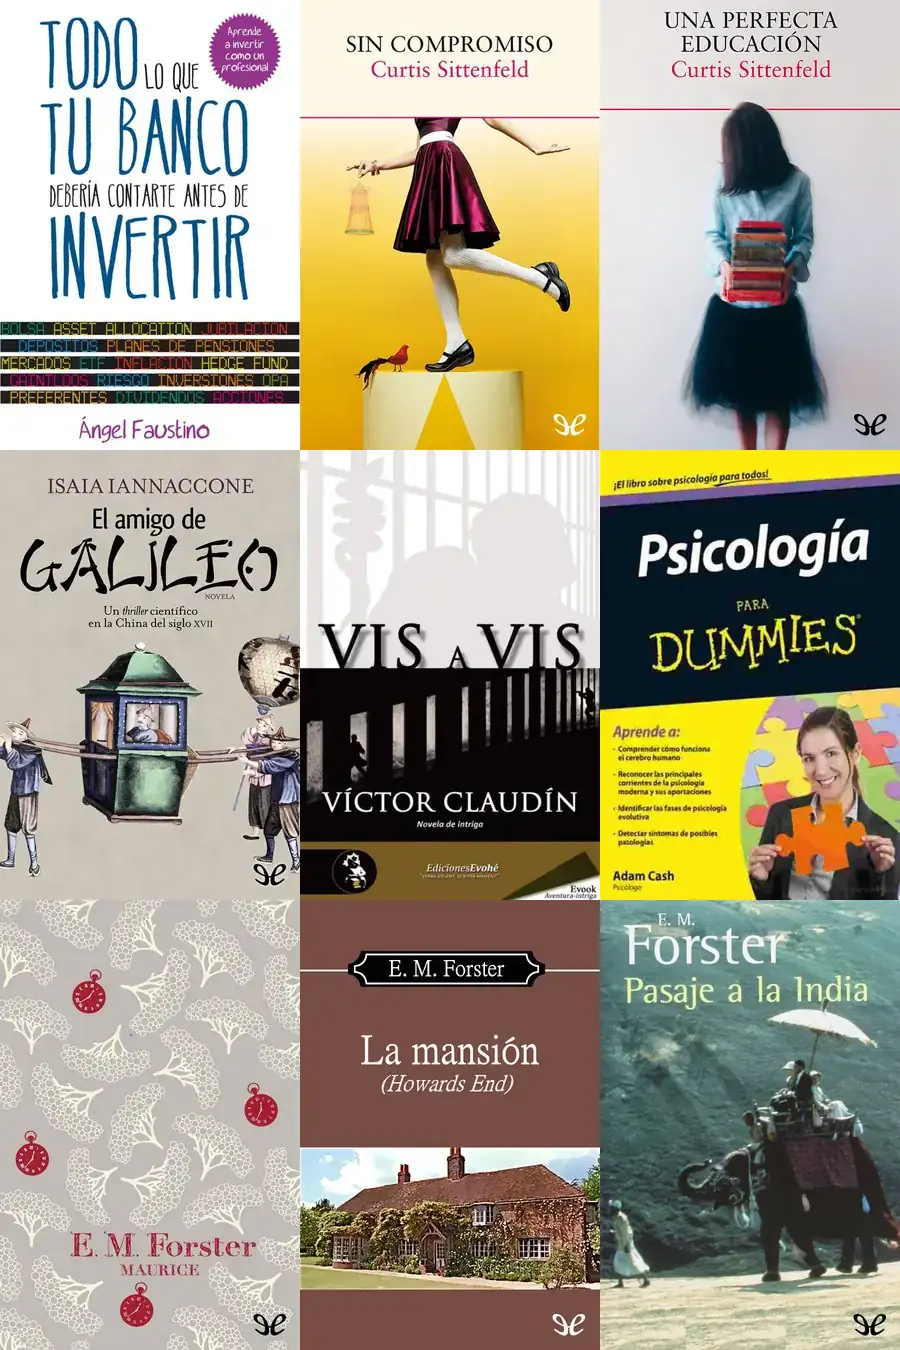 TODO LO QUE
TU BANCO
DEBERÍA CONTARTE ANTES DE
INVERTIR
Aprende
a invertir
como un
profesional
BOLSA ASSET ALLOCATION JUBILACIÓN
DEPÓSITOS PLANES DE PENSIONES
MERCADOS ETF INFLACIÓN HEDGE FUND
RIESGO INVERSIONES OPA
PREFERENTES DIVIDENDOS ACCIONES
Ángel Faustino
SIN COMPROMISO
Curtis Sittenfeld
UNA PERFECTA
EDUCACIÓN
Curtis Sittenfeld
ISAIA IANNACCONE
El amigo de
GALILEO
NOVELA
Un thriller científico
en la China del siglo XVII
VIS A VIS
VÍCTOR CLAUDÍN
Novela de intriga
EdicionesEvohé
Evook
Aventura-intriga
¡El libro sobre psicología para todos!
Psicología
PARA
DUMMIES
Aprende a:
• Comprender cómo funciona
el cerebro humano
• Reconocer las principales
corrientes de la psicología
moderna y sus aportaciones
• Identificar las fases de psicología
evolutiva
• Detectar síntomas de posibles
patologías
Adam Cash
Psicólogo
E. M. Forster
MAURICE
E. M. Forster
La mansión
(Howards End)
E. M.
Forster
Pasaje a la India